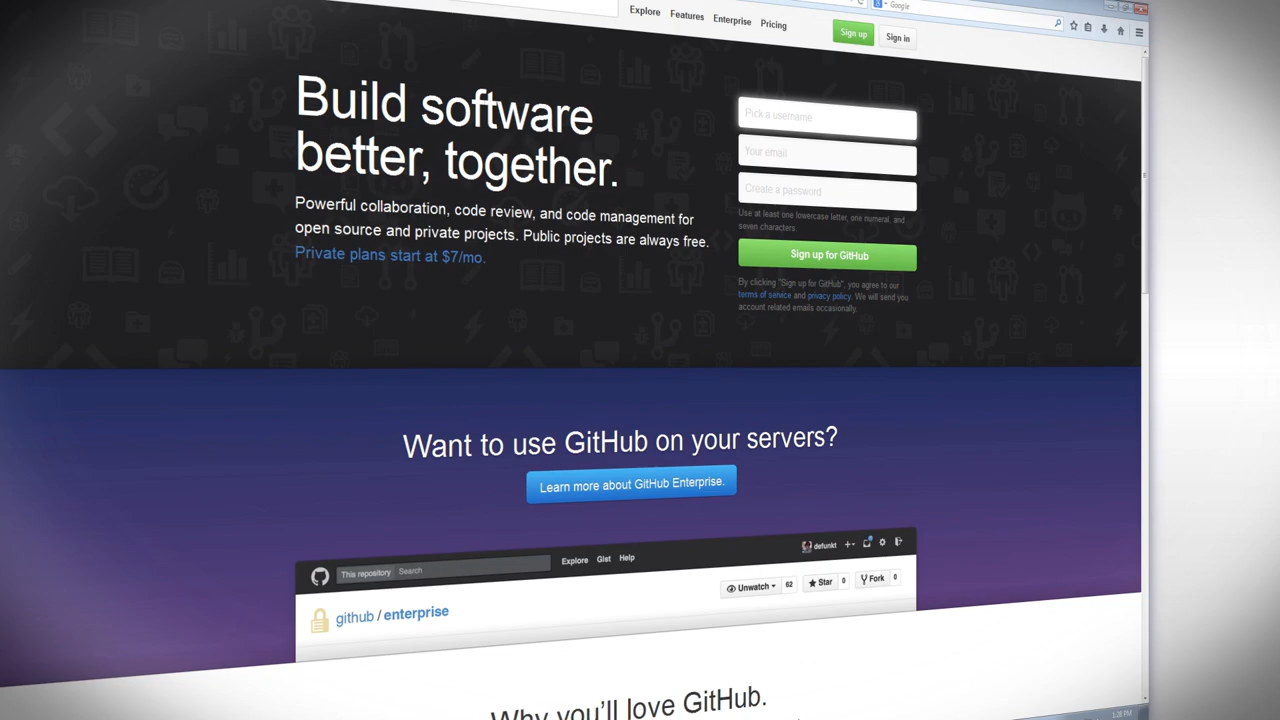 Google
Explore Features Enterprise Pricing
Sign up Sign in
Build software
better, together.
Powerful collaboration, code review, and code management for
open source and private projects. Public projects are always free.
Private plans start at $7/mo.
Pick a username
Your email
Create a password
Use at least one lowercase letter, one numeral, and
seven characters.
Sign up for GitHub
By clicking "Sign up for GitHub", you agree to our
terms of service and privacy policy. We will send you
account related emails occasionally.
Want to use GitHub on your servers?
Learn more about GitHub Enterprise.
This repository Search Explore Gist Help defunkt
Unwatch 62 Star 0 Fork 0
github / enterprise
Why you'll love GitHub.
1:28 PM